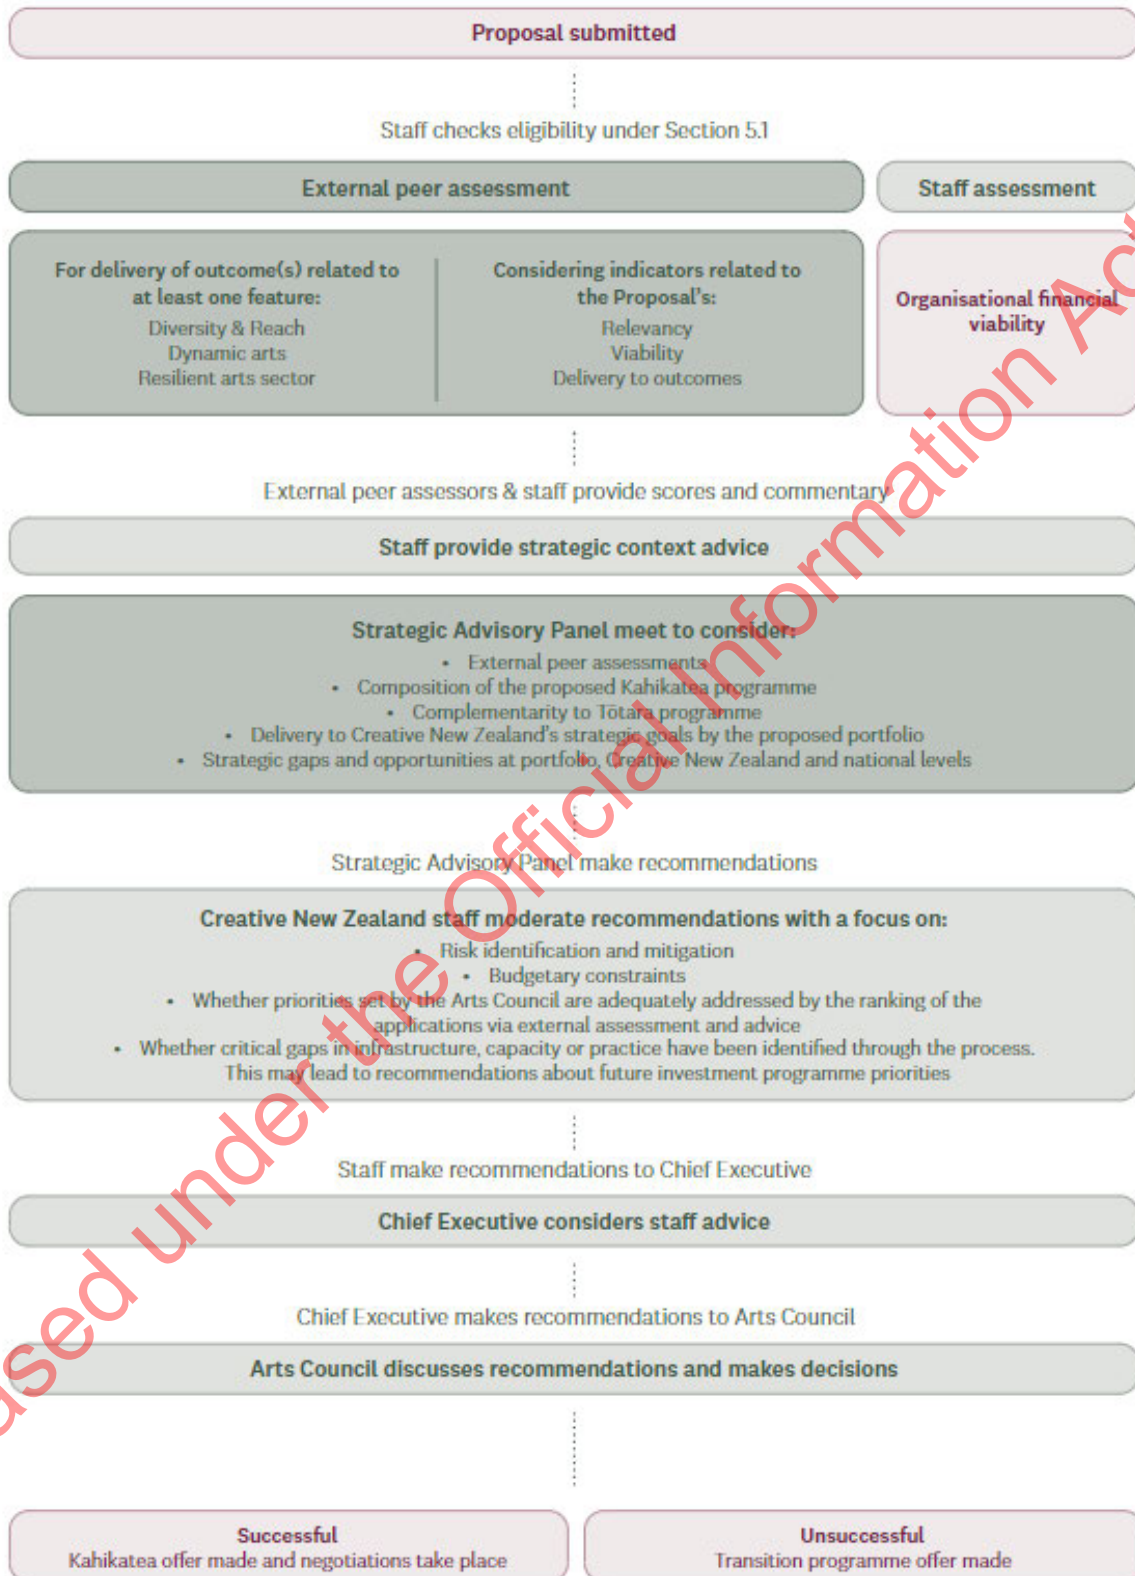 Proposal submitted
Staff checks eligibility under Section 5.1
External peer assessment
Staff assessment
For delivery of outcome(s) related to
at least one feature:
Diversity & Reach
Dynamic arts
Resilient arts sector
Considering indicators related to
the Proposal's:
Relevancy
Viability
Delivery to outcomes
Organisational financial
viability
External peer assessors & staff provide scores and commentary
Staff provide strategic context advice
Strategic Advisory Panel meet to consider:
• External peer assessments
• Composition of the proposed Kahikatea programme
• Complementarity to Tōtara programme
• Delivery to Creative New Zealand's strategic goals by the proposed portfolio
• Strategic gaps and opportunities at portfolio, Creative New Zealand and national levels
Strategic Advisory Panel make recommendations
Creative New Zealand staff moderate recommendations with a focus on:
• Risk identification and mitigation
• Budgetary constraints
• Whether priorities set by the Arts Council are adequately addressed by the ranking of the
applications via external assessment and advice
• Whether critical gaps in infrastructure, capacity or practice have been identified through the process.
This may lead to recommendations about future investment programme priorities
Staff make recommendations to Chief Executive
Chief Executive considers staff advice
Chief Executive makes recommendations to Arts Council
Arts Council discusses recommendations and makes decisions
Successful
Kahikatea offer made and negotiations take place
Unsuccessful
Transition programme offer made
ased under the Official Information Act